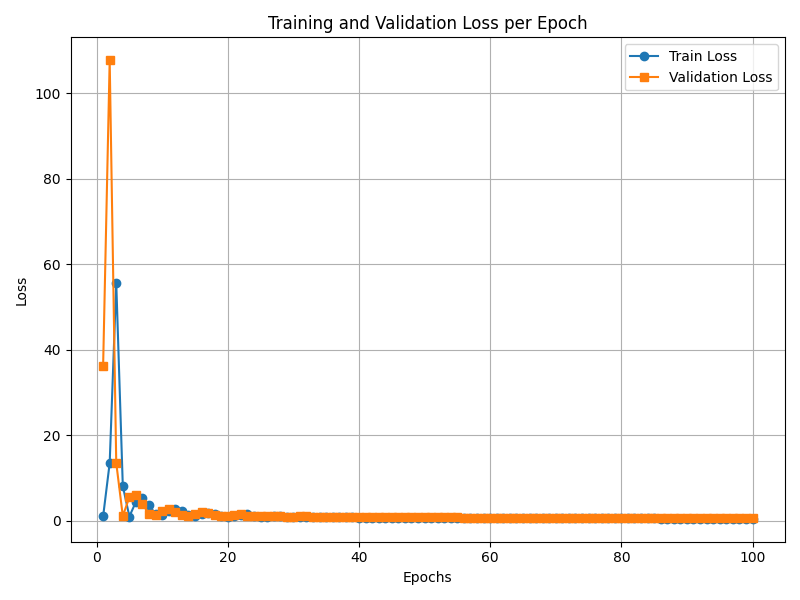 Training and Validation Loss per Epoch
Train Loss
Validation Loss
100
80
60
40
20
0
Loss
0 20 40 60 80 100
Epochs